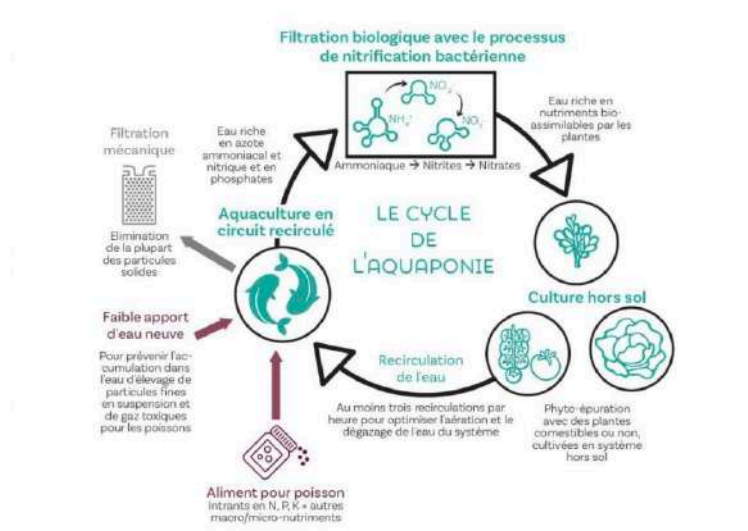 Filtration biologique avec le processus
de nitrification bactérienne
NO₂⁻
NH₄⁺
NO₃⁻
Ammoniaque → Nitrites → Nitrates
Eau riche en
nutriments bio-
assimilables par les
plantes
Eau riche
en azote
ammoniacal et
nitrique et en
phosphates
Filtration
mécanique
Elimination
de la plupart
des particules
solides
Aquaculture en
circuit recirculé
LE CYCLE
DE
L'AQUAPONIE
Culture hors sol
Faible apport
d'eau neuve
Pour prévenir l'ac-
cumulation dans
l'eau d'élevage de
particules fines
en suspension et
de gaz toxiques
pour les poissons
Recirculation
de l'eau
Au moins trois recirculations par
heure pour optimiser l'aération et le
dégazage de l'eau du système
Phyto-épuration
avec des plantes
comestibles ou non,
cultivées en système
hors sol
Aliment pour poisson
Intrants en N, P, K + autres
macro/micro-nutriments